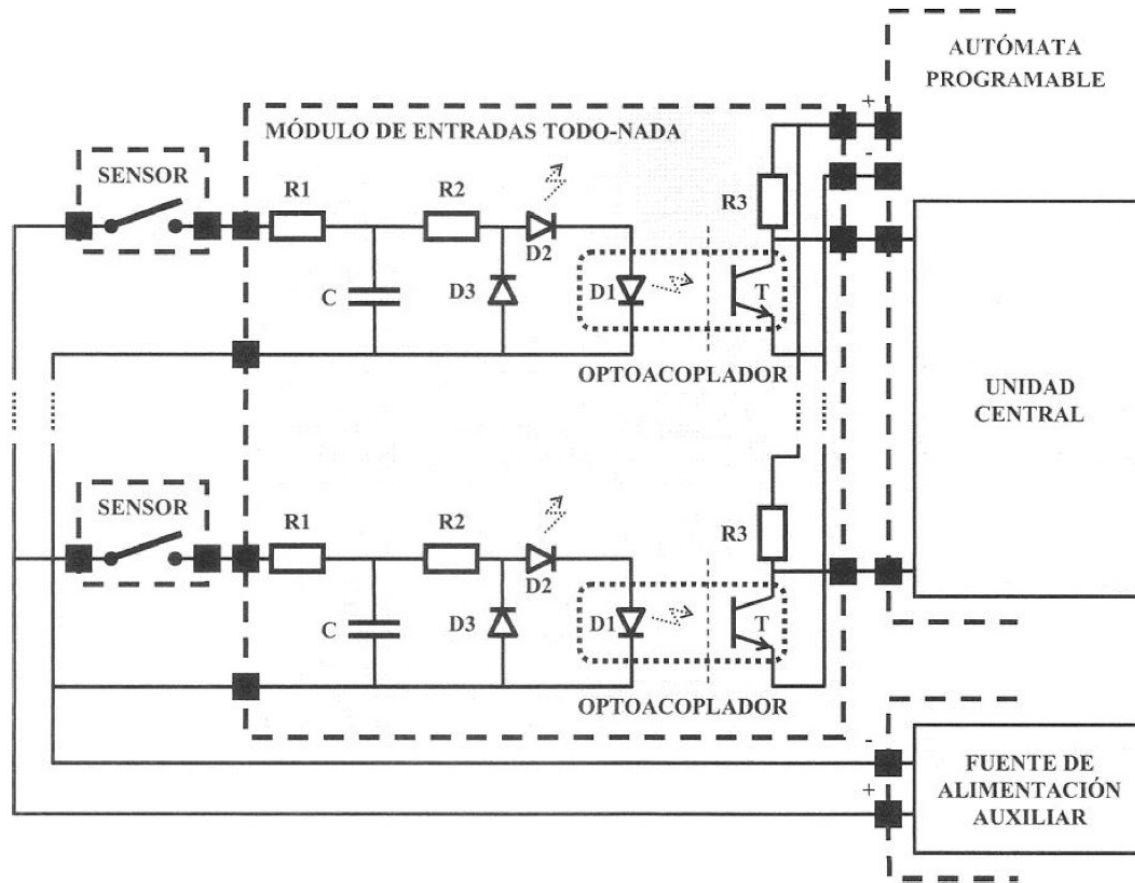 AUTÓMATA
PROGRAMABLE
+
-
MÓDULO DE ENTRADAS TODO-NADA
SENSOR
R1
R2
D2
R3
C
D3
D1
T
OPTOACOPLADOR
UNIDAD
CENTRAL
SENSOR
R1
R2
D2
R3
C
D3
D1
T
OPTOACOPLADOR
-
+
FUENTE DE
ALIMENTACIÓN
AUXILIAR